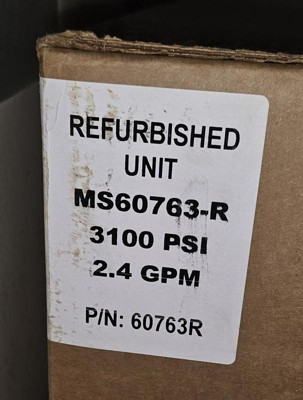 REFURBISHED
UNIT
MS60763-R
3100 PSI
2.4 GPM
P/N: 60763R